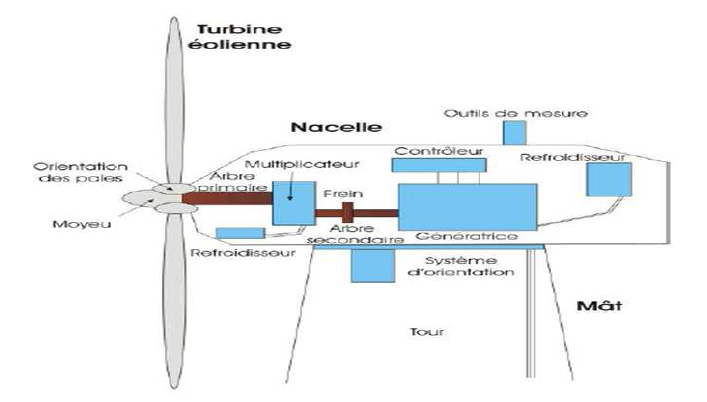 Turbine
éolienne
Nacelle
Outils de mesure
Contrôleur
Refroidisseur
Multiplicateur
Orientation
des pales
Arbre
primaire
Frein
Moyeu
Arbre
secondaire
Génératrice
Refroidisseur
Système
d'orientation
Mât
Tour